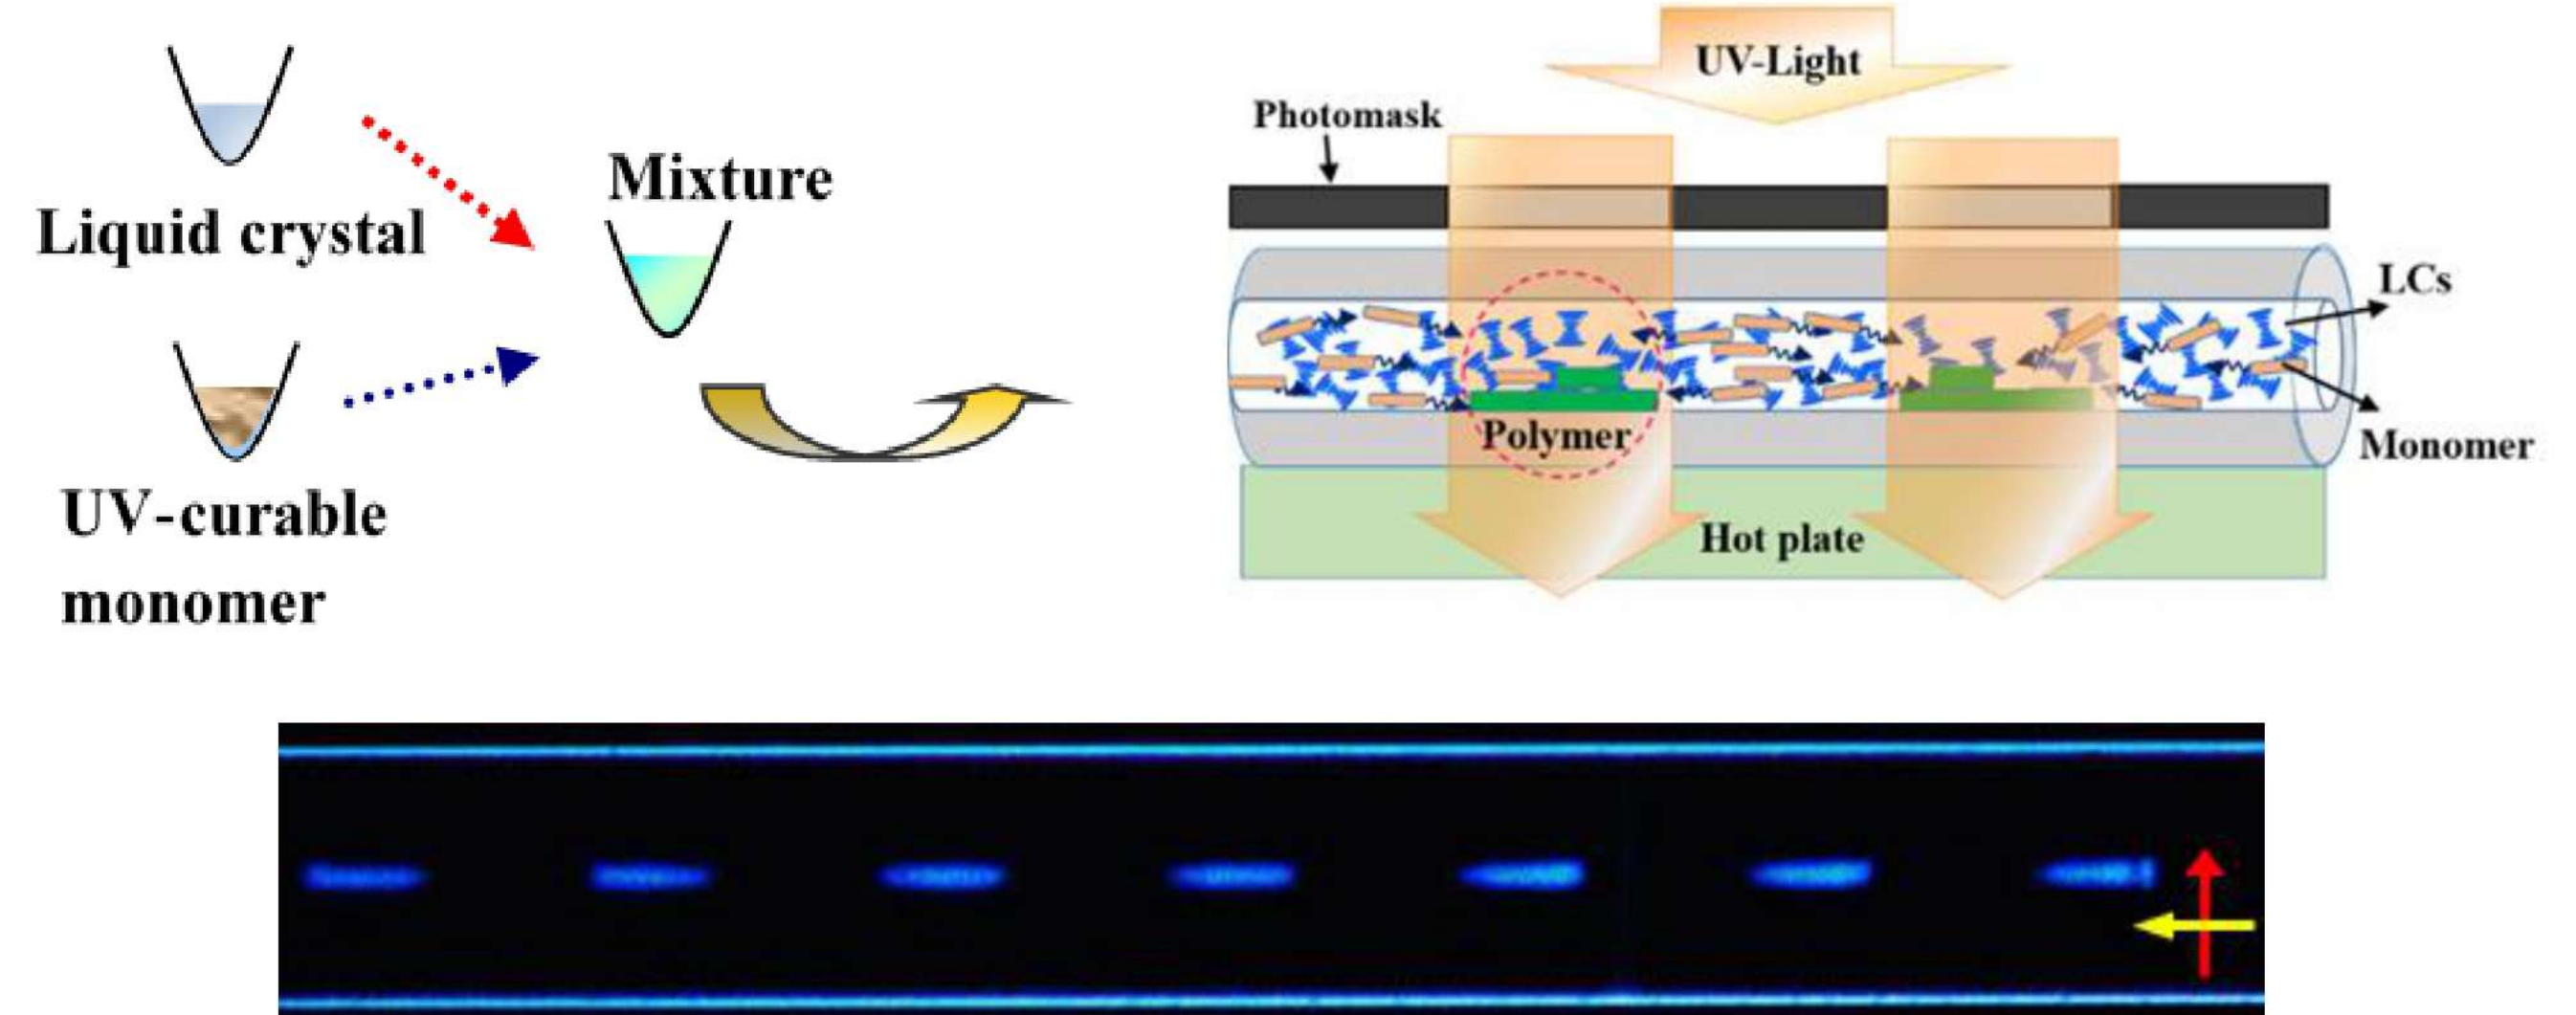 Liquid crystal
UV-curable
monomer
Mixture
UV-Light
Photomask
LCs
Polymer
Monomer
Hot plate